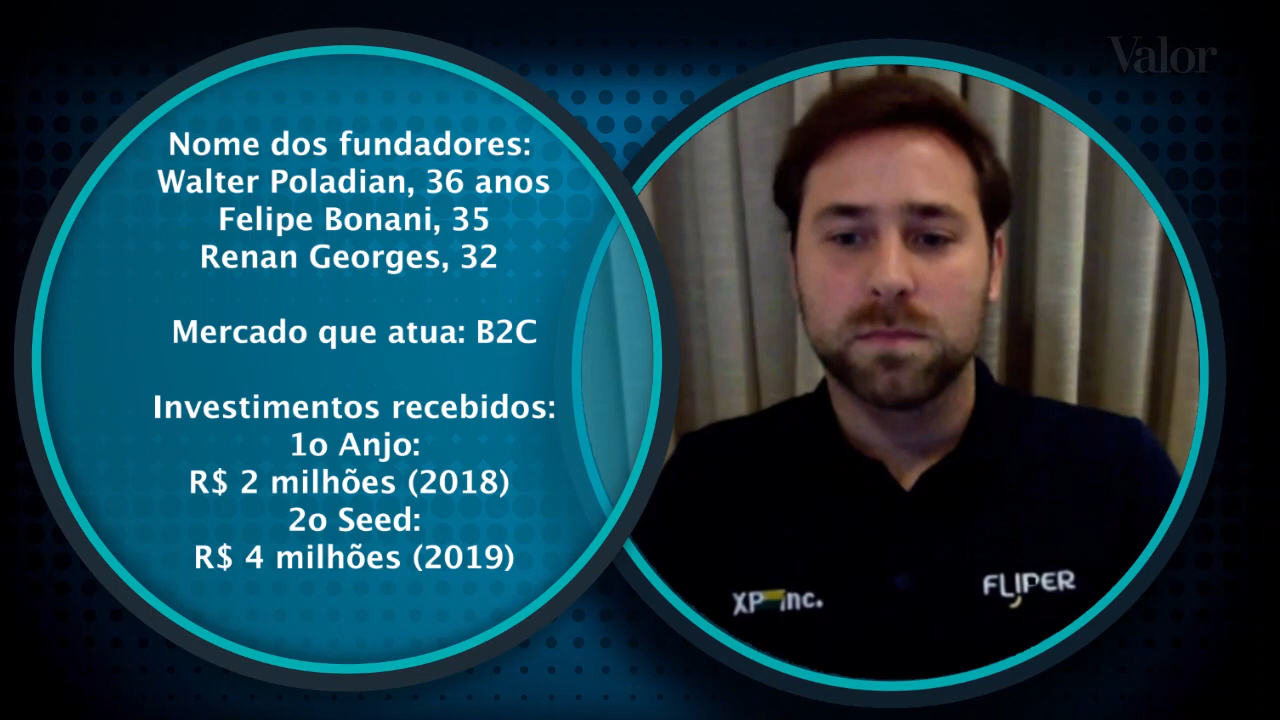 Valor
Nome dos fundadores:
Walter Poladian, 36 anos
Felipe Bonani, 35
Renan Georges, 32
Mercado que atua: B2C
Investimentos recebidos:
1o Anjo:
R$ 2 milhões (2018)
2o Seed:
R$ 4 milhões (2019)
XP inc.
FLIPER